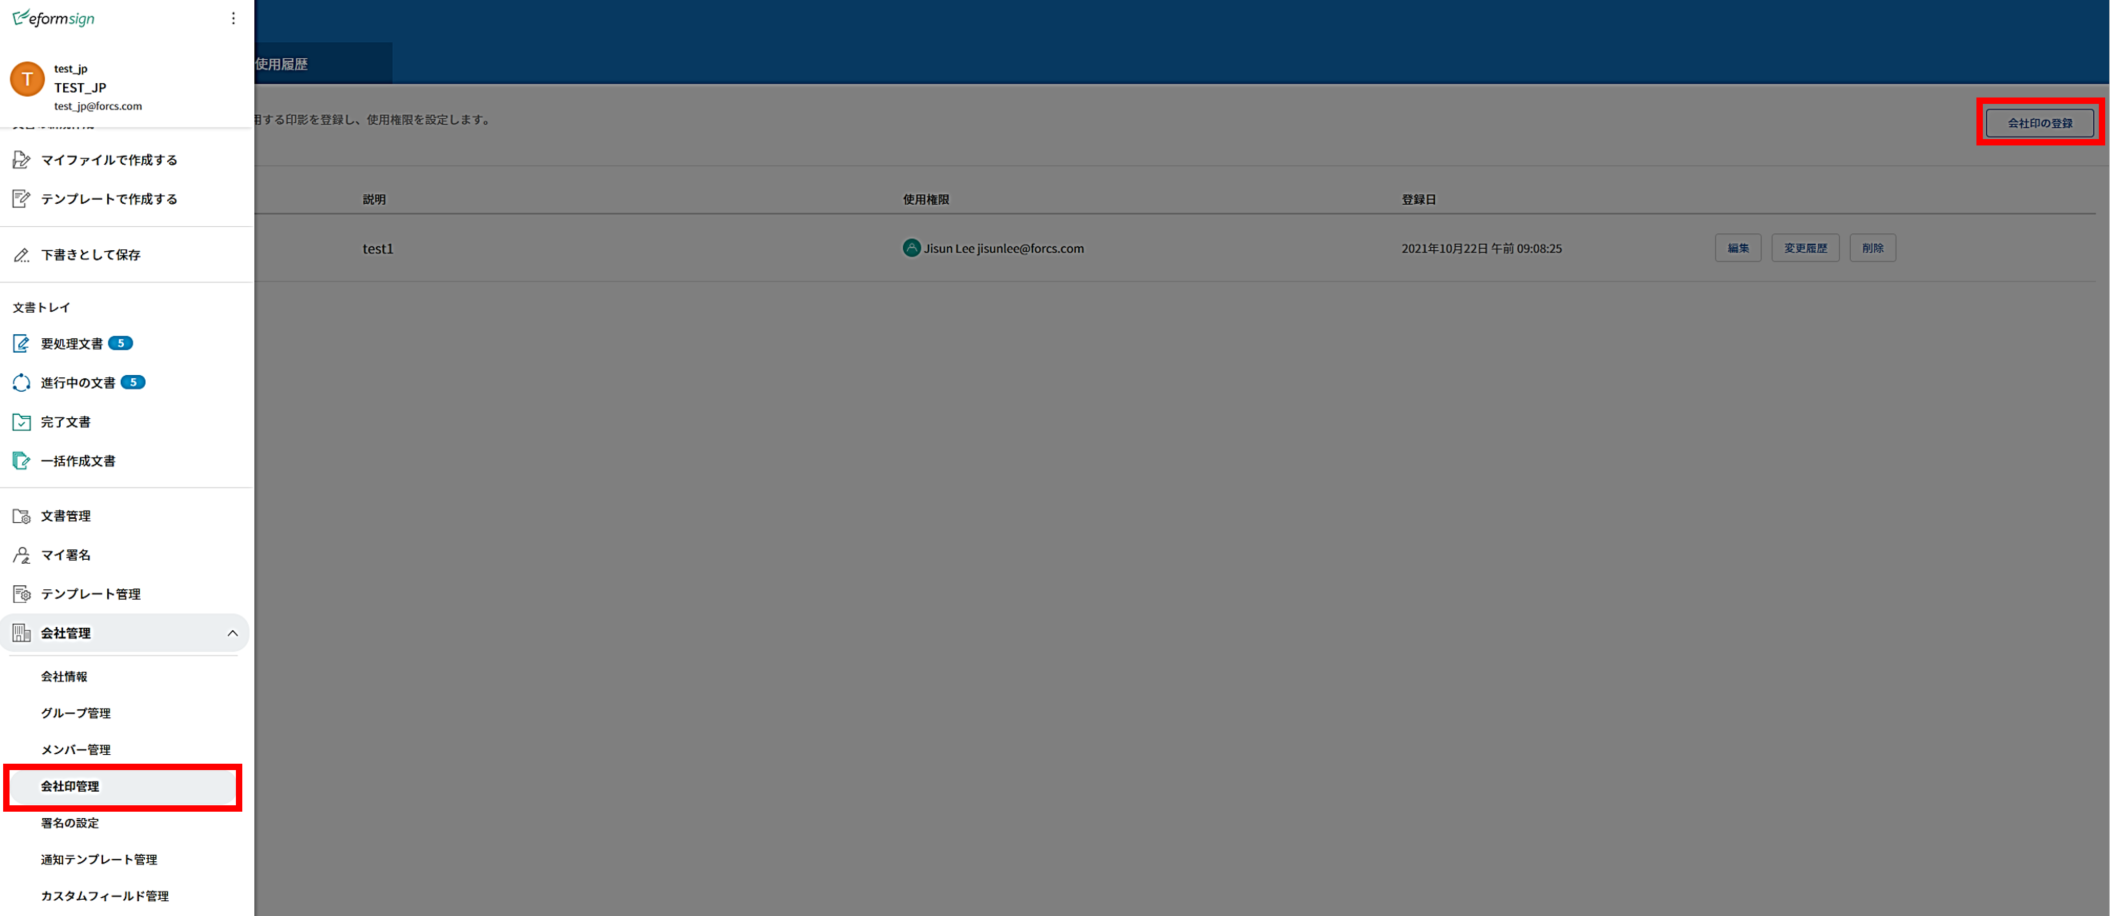 eformsign
T
test_jp
TEST_JP
test_jp@forcs.com
マイファイルで作成する
テンプレートで作成する
下書きとして保存
文書トレイ
要処理文書 5
進行中の文書 5
完了文書
一括作成文書
文書管理
マイ署名
テンプレート管理
会社管理
会社情報
グループ管理
メンバー管理
会社印管理
署名の設定
通知テンプレート管理
カスタムフィールド管理
使用履歴
用する印影を登録し、使用権限を設定します。
会社印の登録
説明 使用権限 登録日
test1 Jisun Lee jisunlee@forcs.com 2021年10月22日 午前 09:08:25 編集 変更履歴 削除